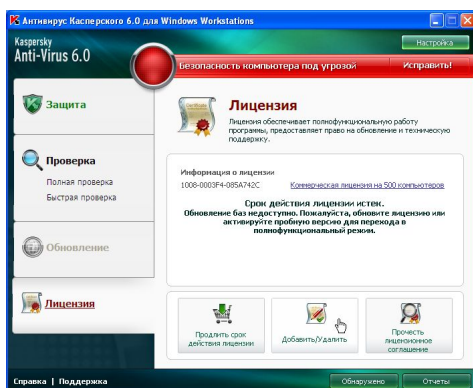 Антивирус Касперского 6.0 для Windows Workstations
Kaspersky
Anti-Virus 6.0
Настройка
Безопасность компьютера под угрозой
Исправить!
Защита
Проверка
Полная проверка
Быстрая проверка
Обновление
Лицензия
Лицензия
Лицензия обеспечивает полнофункциональную работу
программы, предоставляет право на обновление и техническую
поддержку.
Информация о лицензии
1008-0003F4-085A742C
Коммерческая лицензия на 500 компьютеров
Срок действия лицензии истек.
Обновление баз недоступно. Пожалуйста, обновите лицензию или
активируйте пробную версию для перехода в
полнофункциональный режим.
Продлить срок
действия лицензии
Добавить/Удалить
Прочесть
лицензионное
соглашение
Справка | Поддержка
Обнаружено
Отчеты